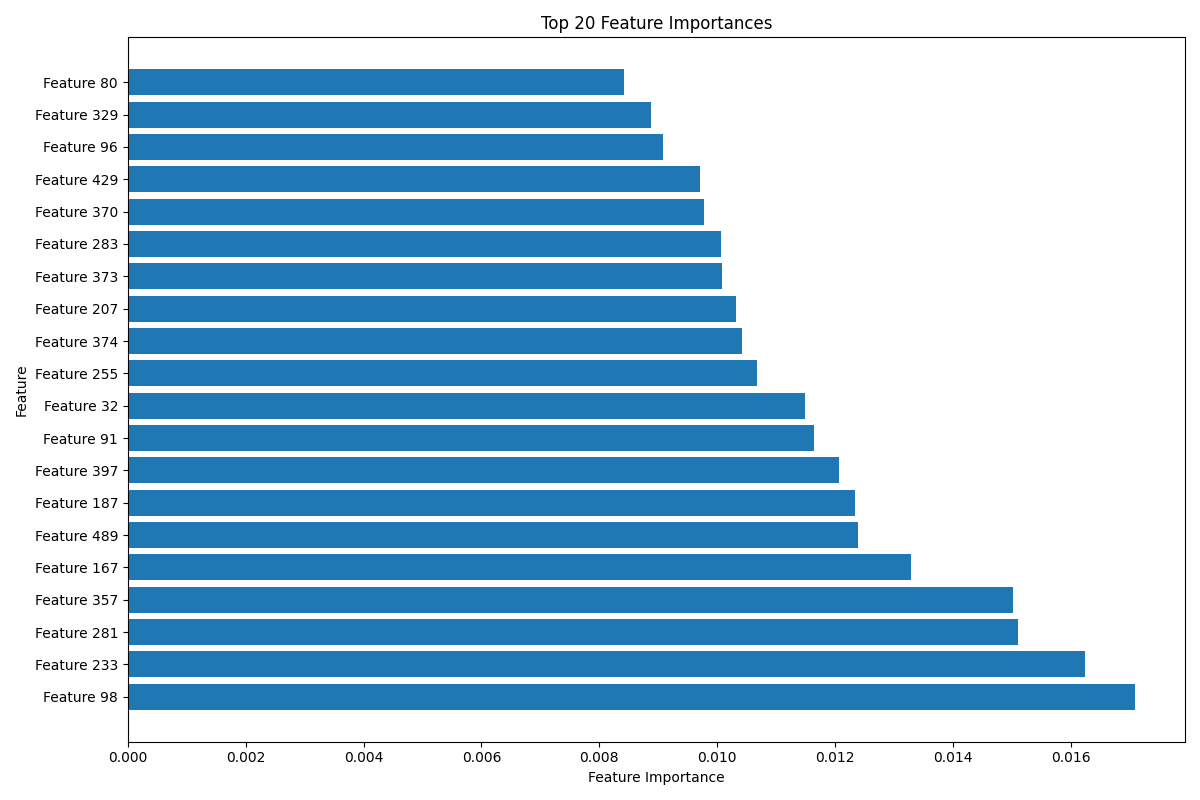 Top 20 Feature Importances
Feature 80
Feature 329
Feature 96
Feature 429
Feature 370
Feature 283
Feature 373
Feature 207
Feature 374
Feature 255
Feature 32
Feature 91
Feature 397
Feature 187
Feature 489
Feature 167
Feature 357
Feature 281
Feature 233
Feature 98
Feature
0.000 0.002 0.004 0.006 0.008 0.010 0.012 0.014 0.016
Feature Importance